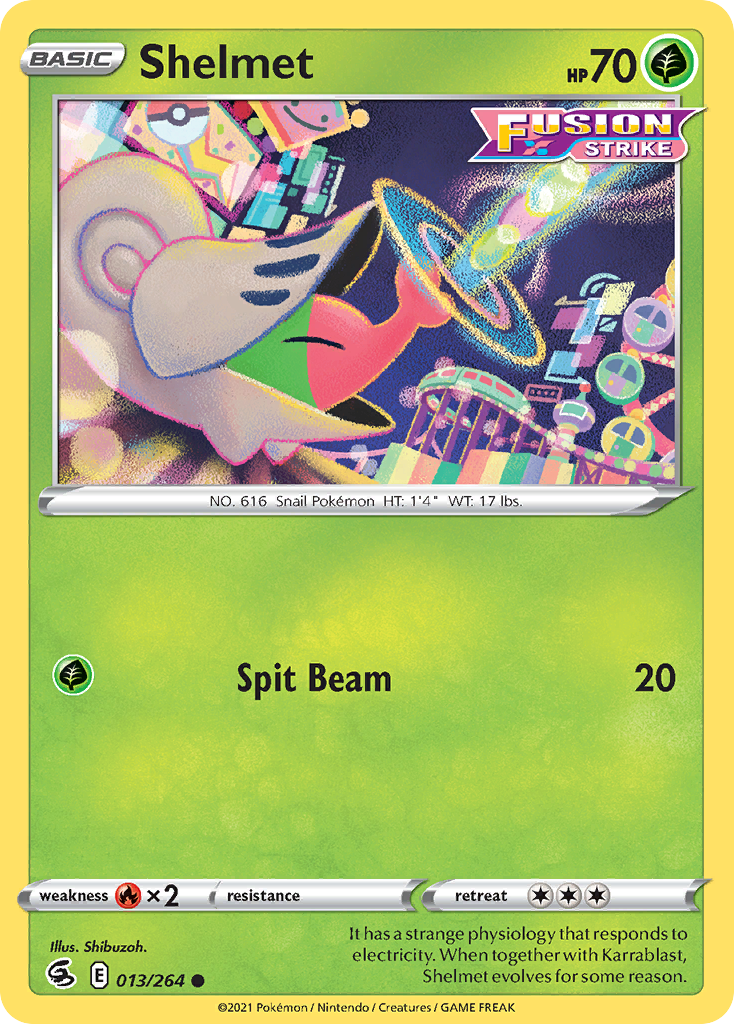 BASIC Shelmet HP 70
FUSION
STRIKE
NO. 616 Snail Pokémon HT: 1'4" WT: 17 lbs.
Spit Beam 20
weakness ×2 resistance retreat
Illus. Shibuzoh.
It has a strange physiology that responds to
electricity. When together with Karrablast,
Shelmet evolves for some reason.
E 013/264
©2021 Pokémon / Nintendo / Creatures / GAME FREAK